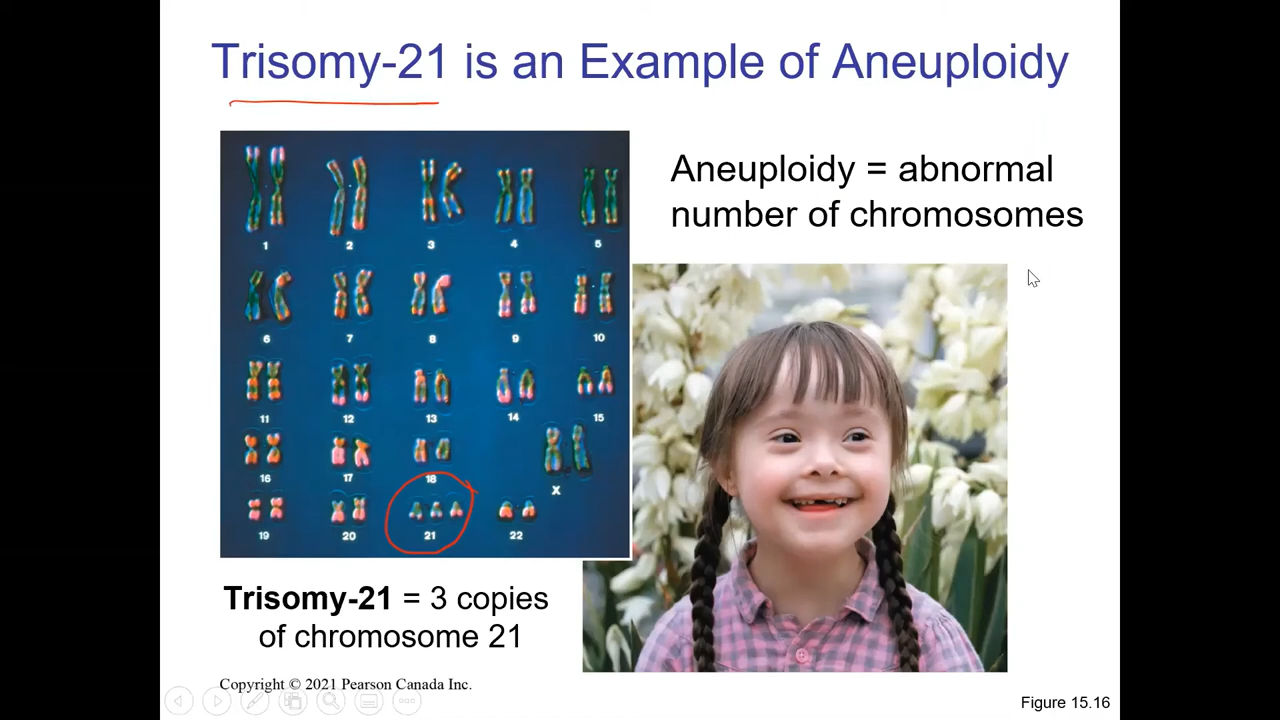 Trisomy-21 is an Example of Aneuploidy
Aneuploidy = abnormal
number of chromosomes
1 2 3 4 5
6 7 8 9 10
11 12 13 14 15
16 17 18 X
19 20 21 22
Trisomy-21 = 3 copies
of chromosome 21
Copyright © 2021 Pearson Canada Inc.
Figure 15.16